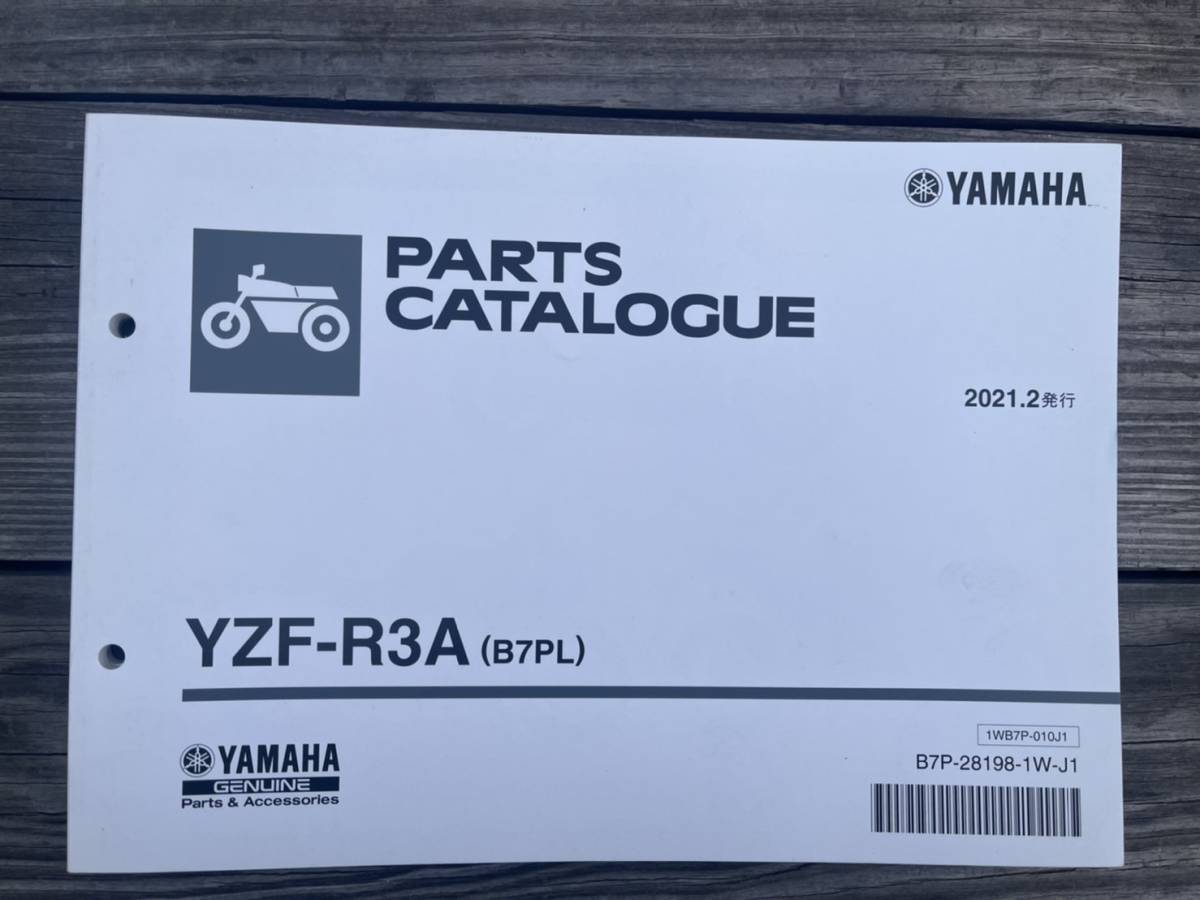 YAMAHA
PARTS
CATALOGUE
2021.2発行
YZF-R3A (B7PL)
1WB7P-010J1
B7P-28198-1W-J1
YAMAHA
GENUINE
Parts & Accessories